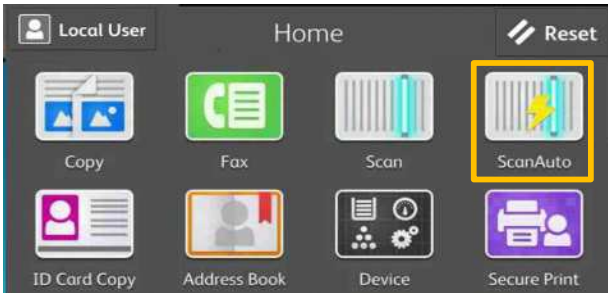 Local User
Home
Reset
Copy
Fax
Scan
ScanAuto
ID Card Copy
Address Book
Device
Secure Print